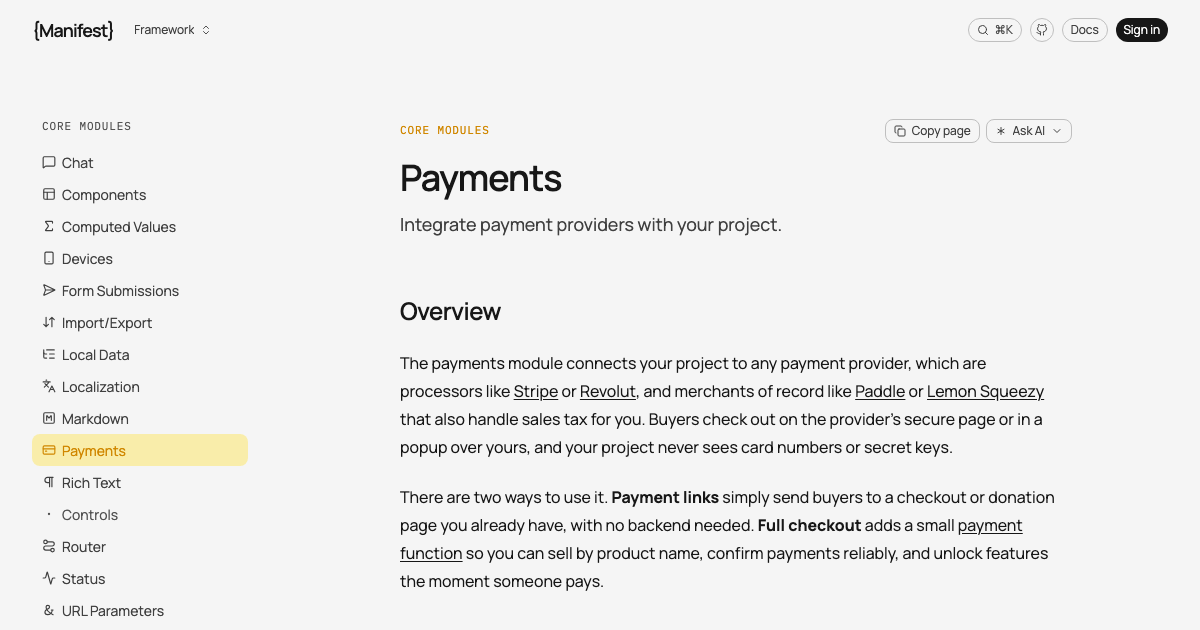 {Manifest}
Framework
⌘K
Docs
Sign in
CORE MODULES
Chat
Components
Computed Values
Devices
Form Submissions
Import/Export
Local Data
Localization
Markdown
Payments
Rich Text
Controls
Router
Status
URL Parameters
CORE MODULES
Copy page
Ask AI
Payments
Integrate payment providers with your project.
Overview
The payments module connects your project to any payment provider, which are
processors like Stripe or Revolut, and merchants of record like Paddle or Lemon Squeezy
that also handle sales tax for you. Buyers check out on the provider's secure page or in a
popup over yours, and your project never sees card numbers or secret keys.
There are two ways to use it. Payment links simply send buyers to a checkout or donation
page you already have, with no backend needed. Full checkout adds a small payment
function so you can sell by product name, confirm payments reliably, and unlock features
the moment someone pays.